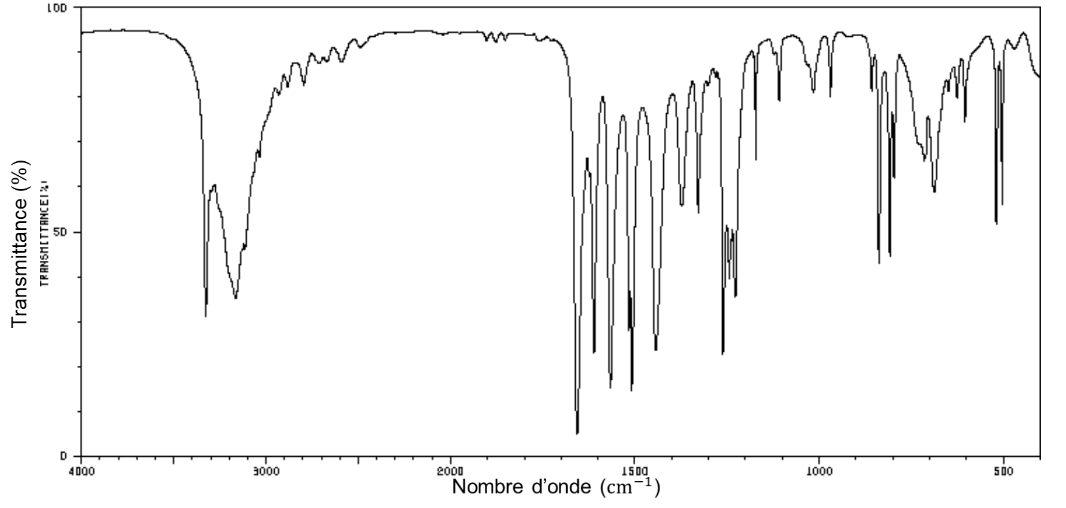 100
Transmittance (%)
TRANSMITTANCE(%)
50
0
4000 3000 2000 1500 1000 500
Nombre d'onde (cm⁻¹)